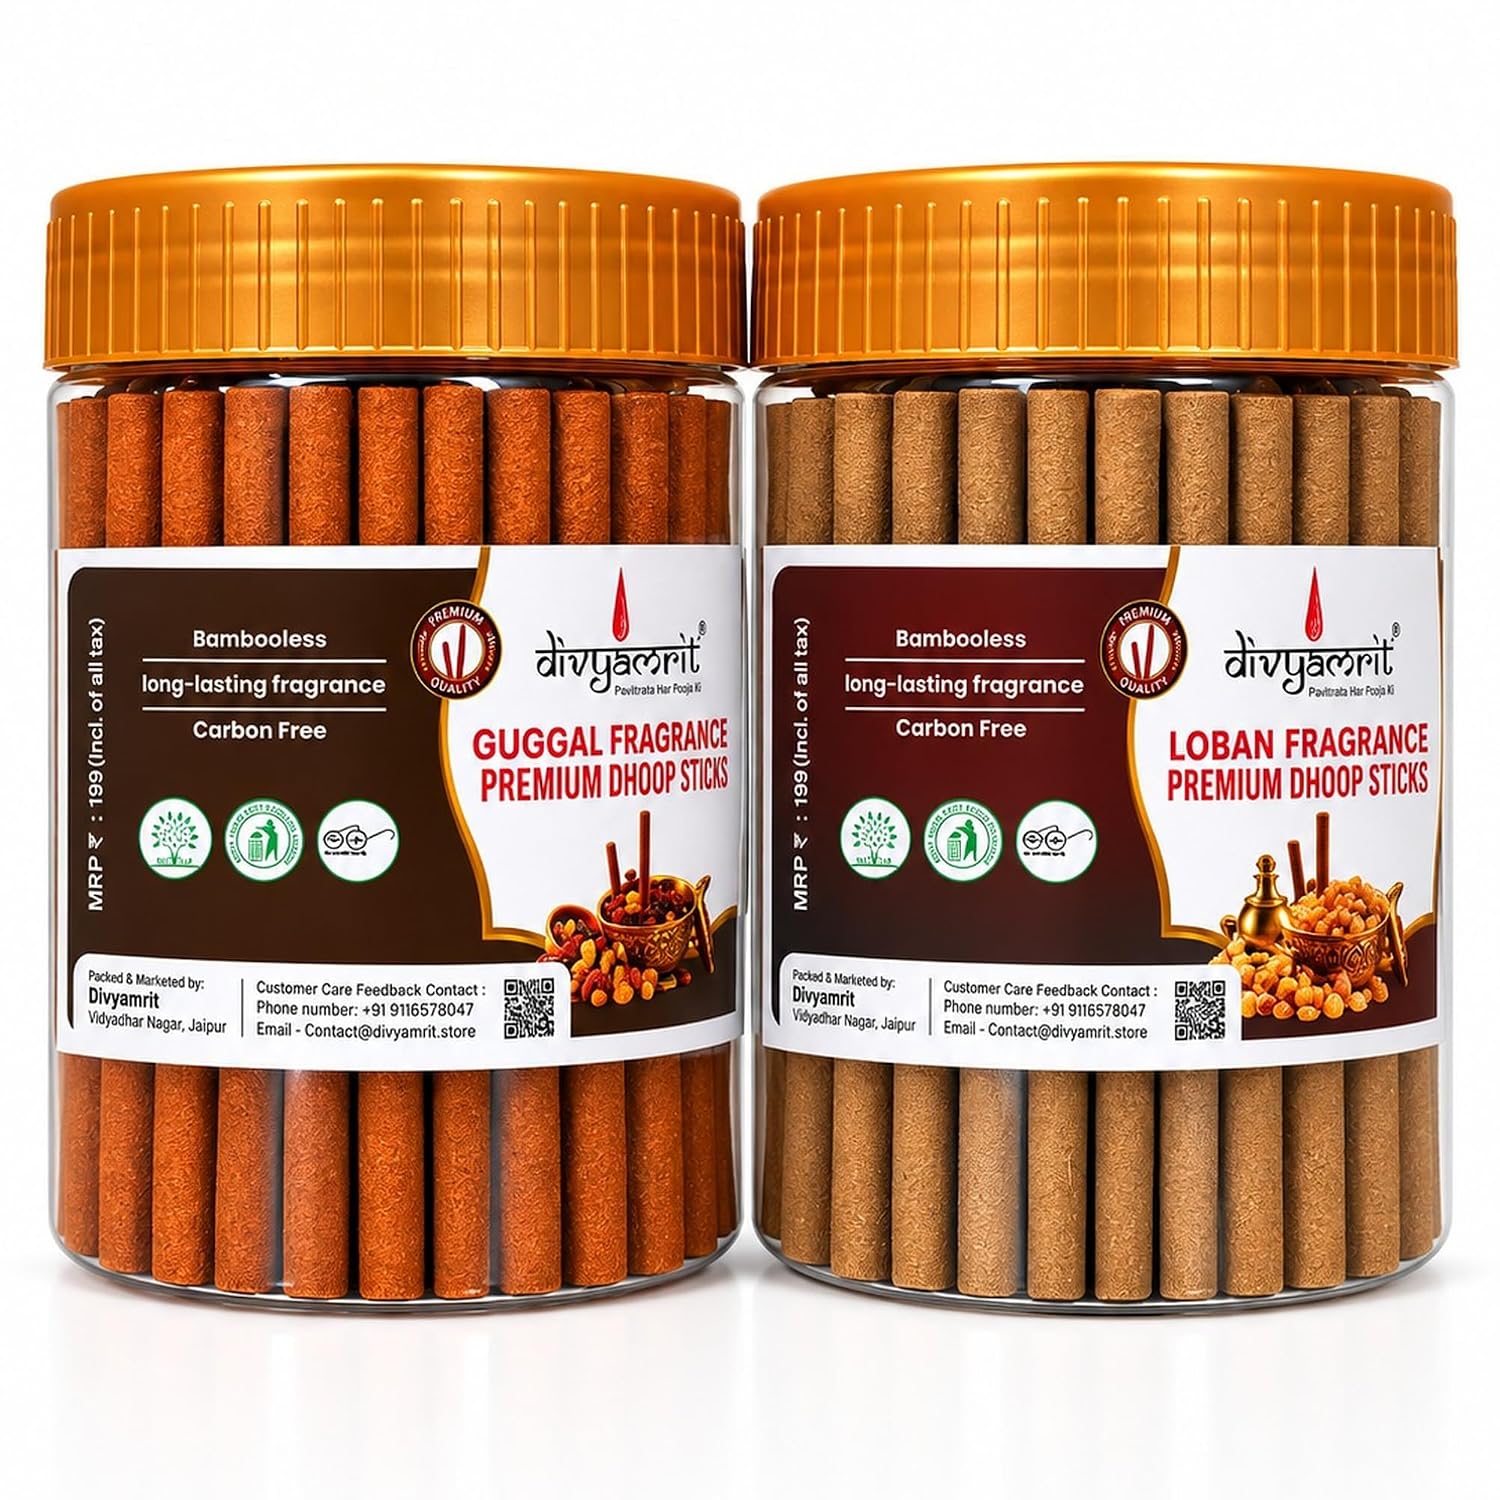 MRP ₹ : 199 (Incl. of all tax)
Bambooless
long-lasting fragrance
Carbon Free
PREMIUM
QUALITY
divyamrit®
Pavitrata Har Pooja Ki
GUGGAL FRAGRANCE
PREMIUM DHOOP STICKS
Packed & Marketed by:
Divyamrit
Vidyadhar Nagar, Jaipur
Customer Care Feedback Contact :
Phone number: +91 9116578047
Email - Contact@divyamrit.store
MRP ₹ : 199 (Incl. of all tax)
Bambooless
long-lasting fragrance
Carbon Free
PREMIUM
QUALITY
divyamrit®
Pavitrata Har Pooja Ki
LOBAN FRAGRANCE
PREMIUM DHOOP STICKS
Packed & Marketed by:
Divyamrit
Vidyadhar Nagar, Jaipur
Customer Care Feedback Contact :
Phone number: +91 9116578047
Email - Contact@divyamrit.store